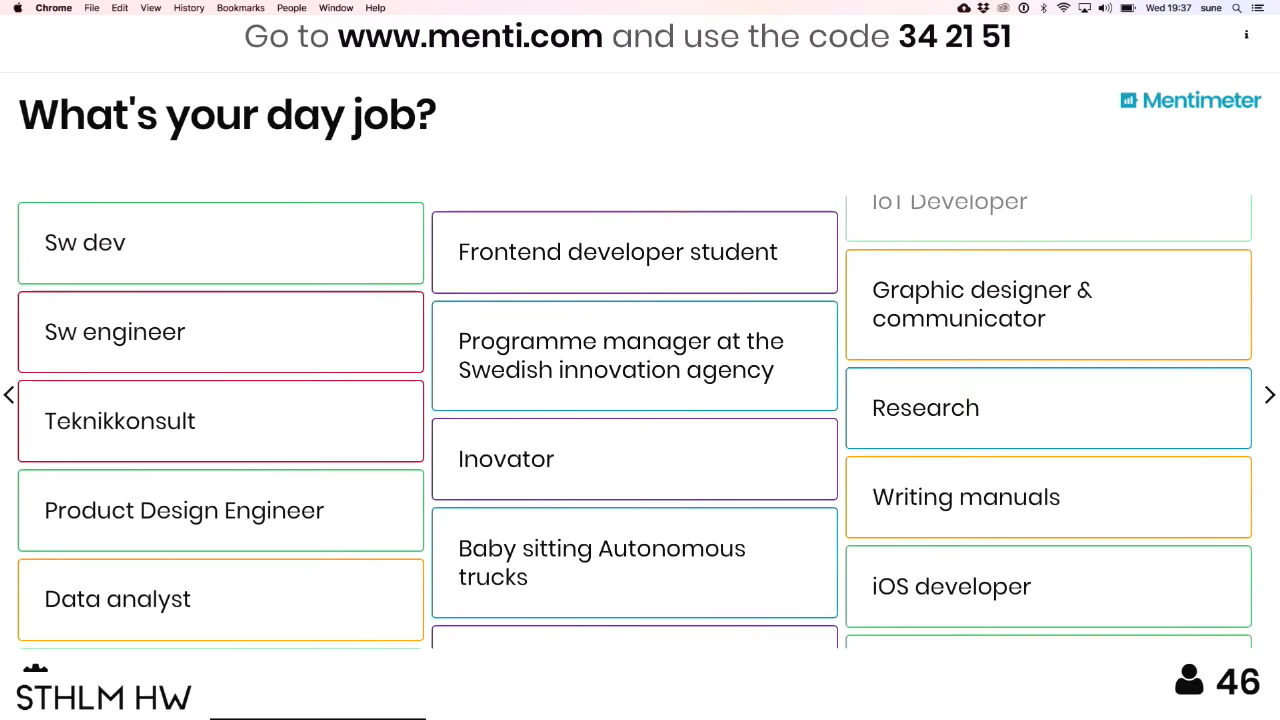 Chrome File Edit View History Bookmarks People Window Help Wed 19:37 sune
Go to www.menti.com and use the code 34 21 51
i
What's your day job?
Mentimeter
Sw dev
Sw engineer
Teknikkonsult
Product Design Engineer
Data analyst
Frontend developer student
Programme manager at the
Swedish innovation agency
Inovator
Baby sitting Autonomous
trucks
IoT Developer
Graphic designer &
communicator
Research
Writing manuals
iOS developer
STHLM HW
46